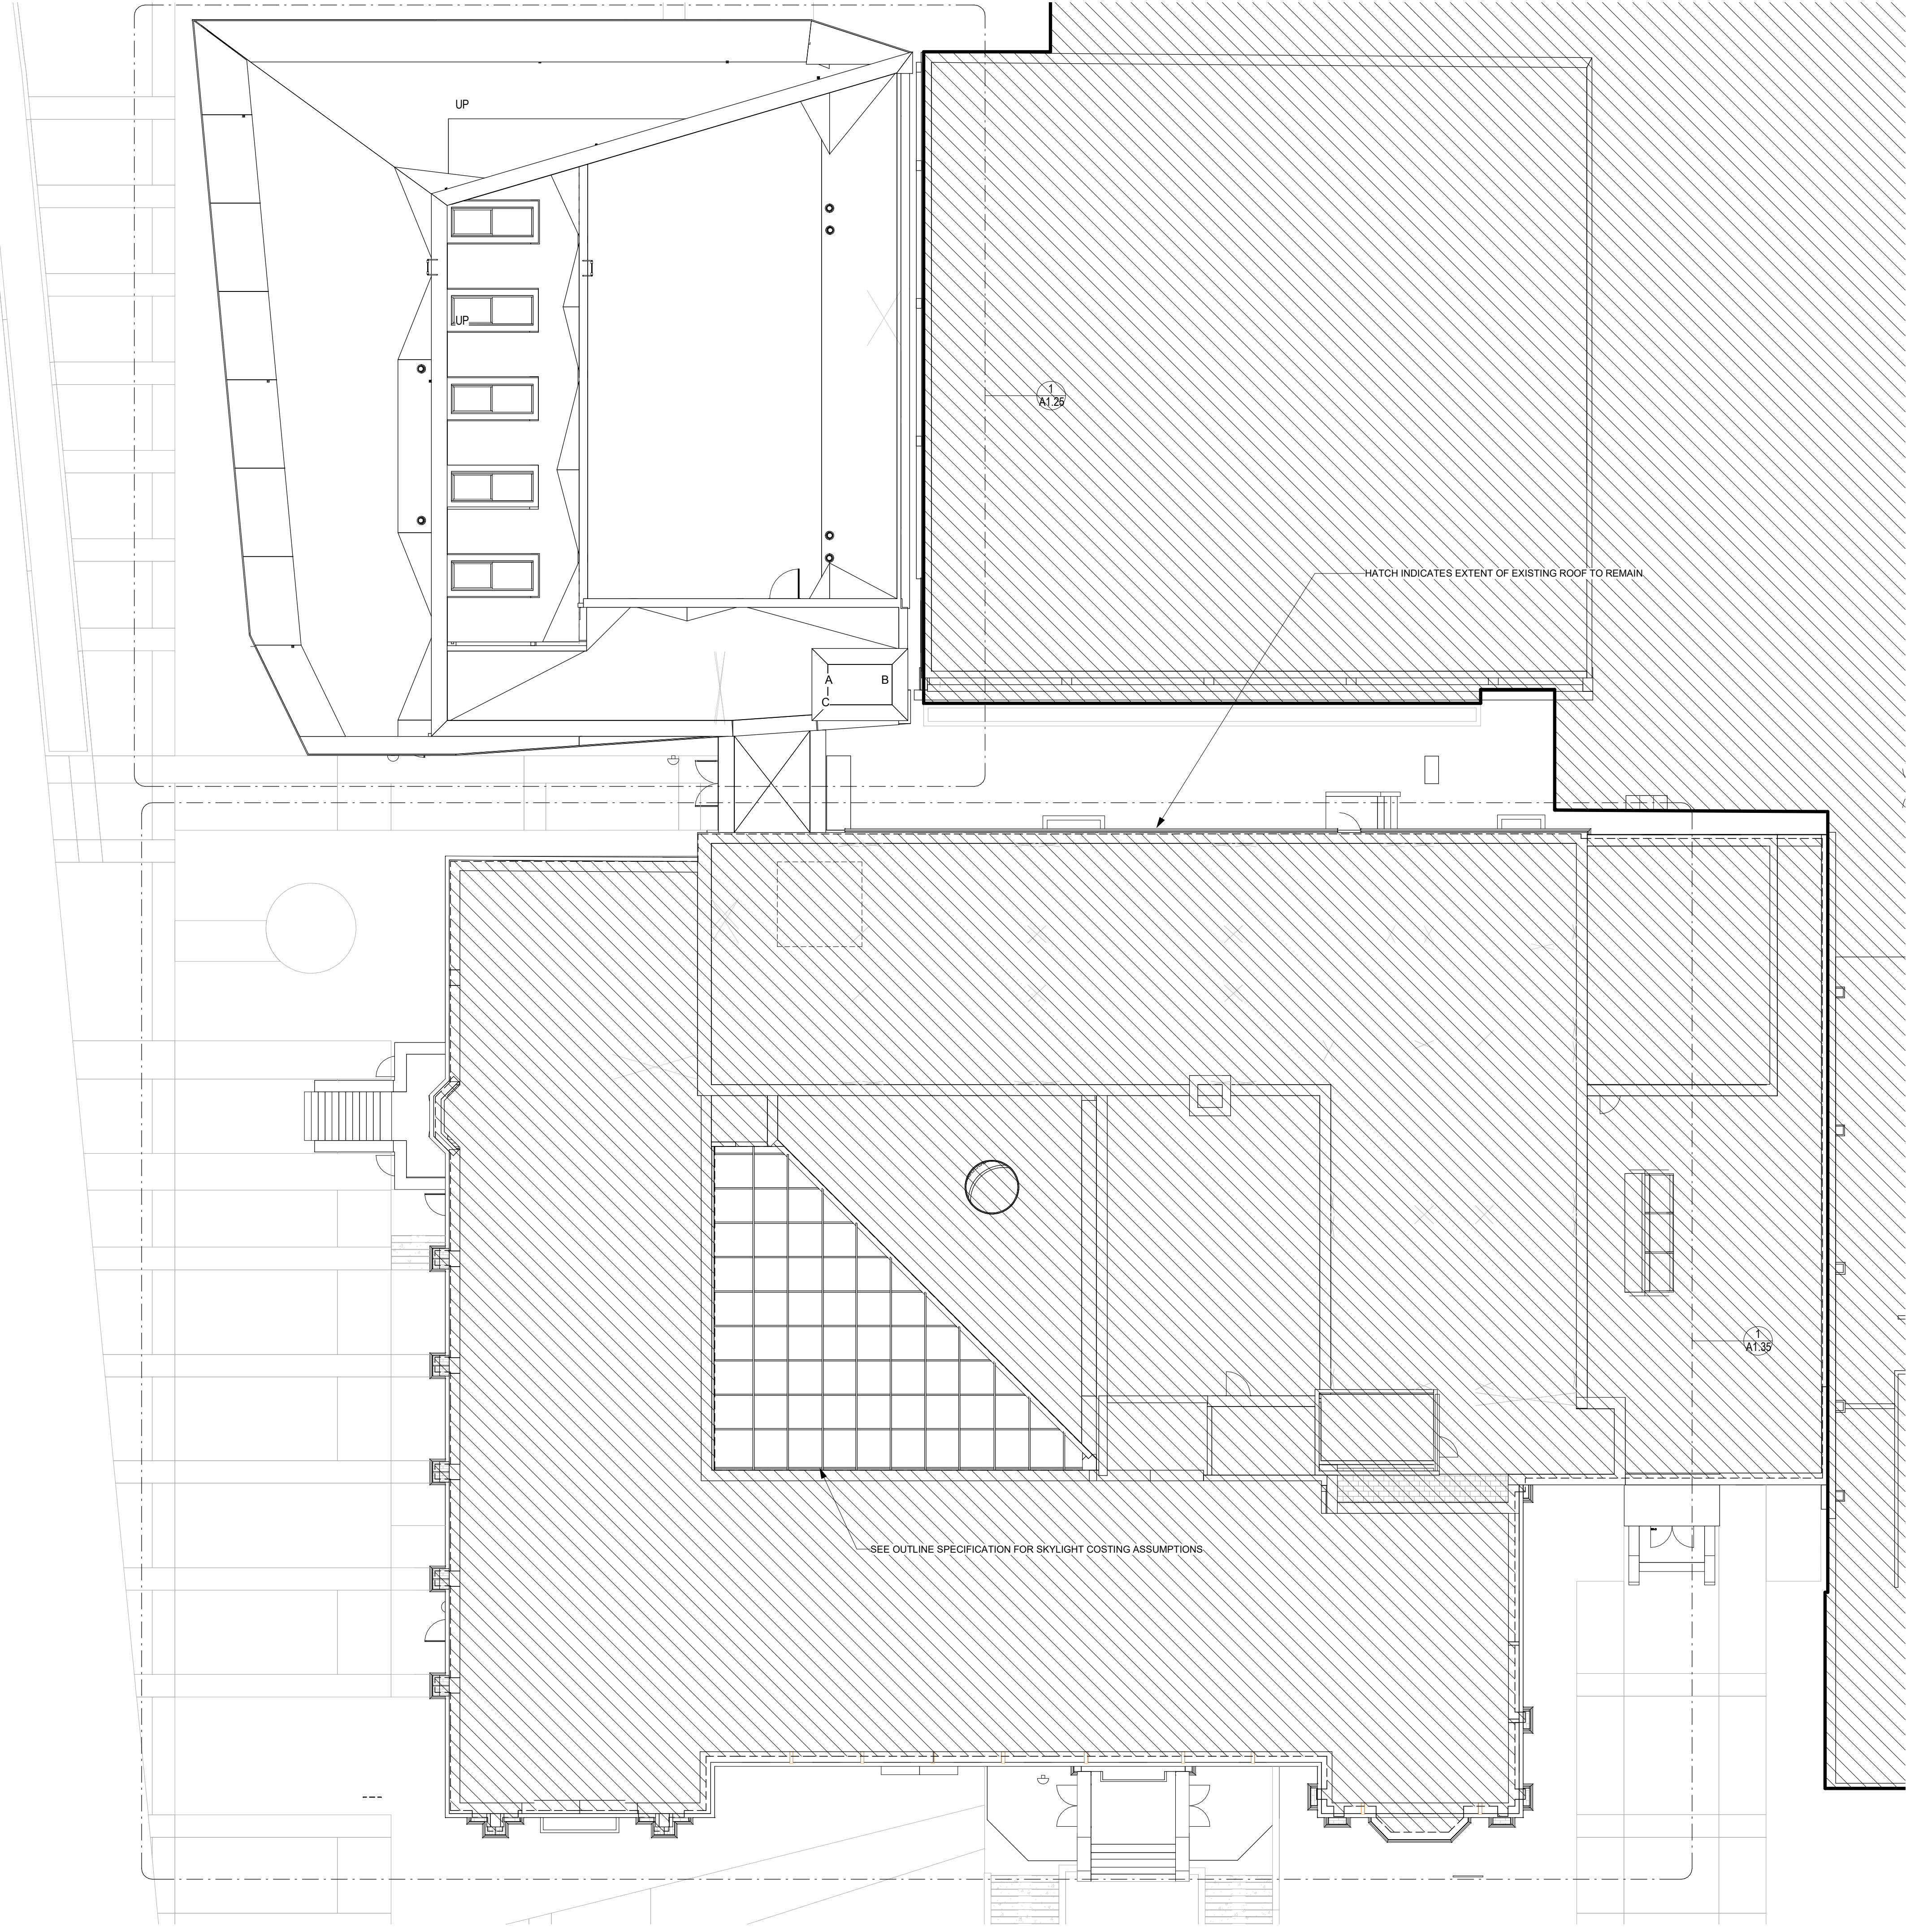 UP
UP
1
A1.25
HATCH INDICATES EXTENT OF EXISTING ROOF TO REMAIN
A
B
C
1
A1.35
SEE OUTLINE SPECIFICATION FOR SKYLIGHT COSTING ASSUMPTIONS